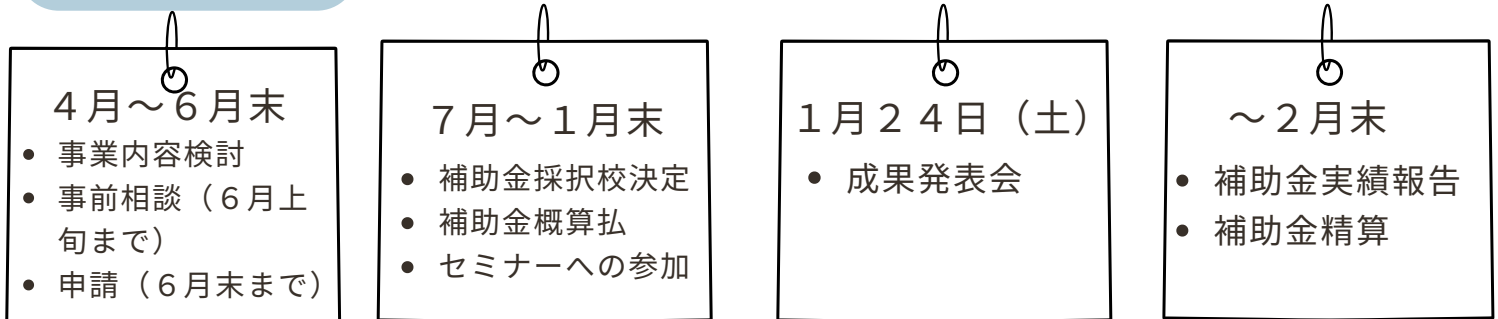 ４月～６月末
• 事業内容検討
• 事前相談（６月上
旬まで）
• 申請（６月末まで）
７月～１月末
• 補助金採択校決定
• 補助金概算払
• セミナーへの参加
１月２４日（土）
• 成果発表会
～２月末
• 補助金実績報告
• 補助金精算